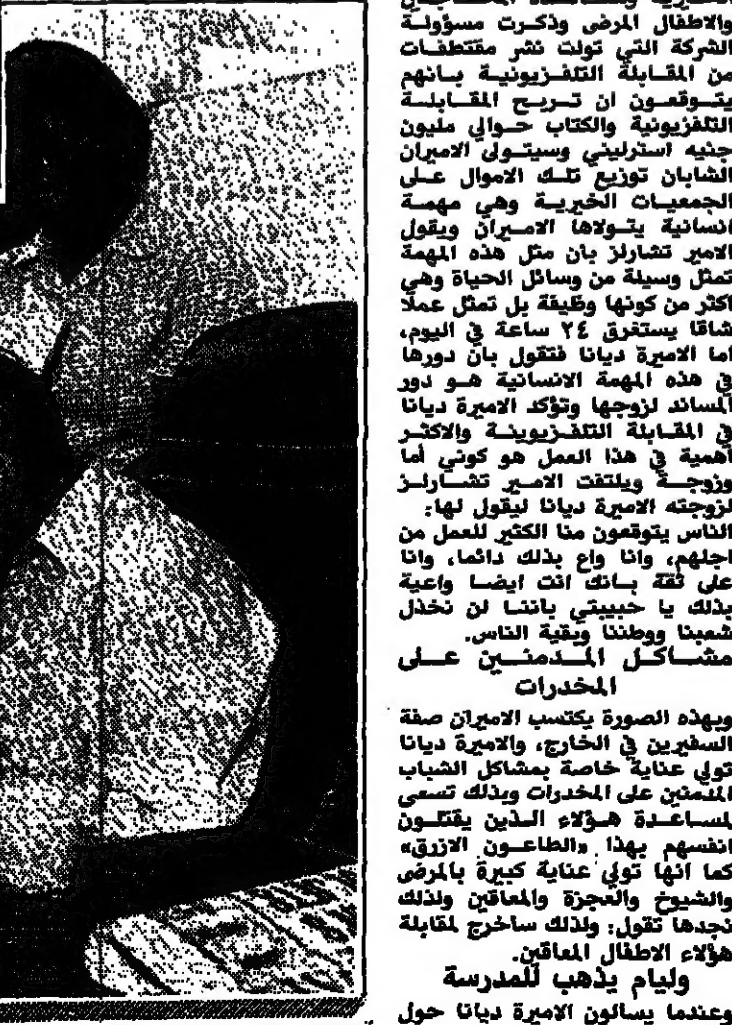 والاطفال المرضى وذكرت مسؤولة
الشركة التي تولت نشر مقتطفات
من المقابلة التلفزيونية بانهم
يتوقعون ان تربح المقابلة
التلفزيونية والكتاب حوالي مليون
جنيه استرليني وسيتولى الاميران
الشابان توزيع تلك الاموال على
الجمعيات الخيرية وهي مهمة
انسانية يتولاها الاميران ويقول
الامير تشارلز بان مثل هذه المهمة
تمثل وسيلة من وسائل الحياة وهي
اكثر من كونها وظيفة بل تمثل عملا
شاقا يستغرق ٢٤ ساعة في اليوم،
اما الاميرة ديانا فتقول بان دورها
في هذه المهمة الانسانية هو دور
المساند لزوجها وتؤكد الاميرة ديانا
في المقابلة التلفزيوينة والاكثر
أهمية في هذا العمل هو كوني أما
وزوجة ويلتفت الامير تشارلز
لزوجته الاميرة ديانا ليقول لها:
الناس يتوقعون منا الكثير للعمل من
اجلهم، وانا واع بذلك دائما، وانا
على ثقة بانك انت ايضا واعية
بذلك يا حبيبتي باننا لن نخذل
شعبنا ووطننا وبقية الناس.
مشاكل المدمنين على
المخدرات
وبهذه الصورة يكتسب الاميران صفة
السفيرين في الخارج، والاميرة ديانا
تولي عناية خاصة بمشاكل الشباب
المدمنين على المخدرات وبذلك تسعى
لمساعدة هؤلاء الذين يقتلون
انفسهم بهذا «الطاعون الازرق»
كما انها تولي عناية كبيرة بالمرضى
والشيوخ والعجزة والمعاقين ولذلك
نجدها تقول: ولذلك سأخرج لمقابلة
هؤلاء الاطفال المعاقين.
وليام يذهب للمدرسة
وعندما يسالون الاميرة ديانا حول